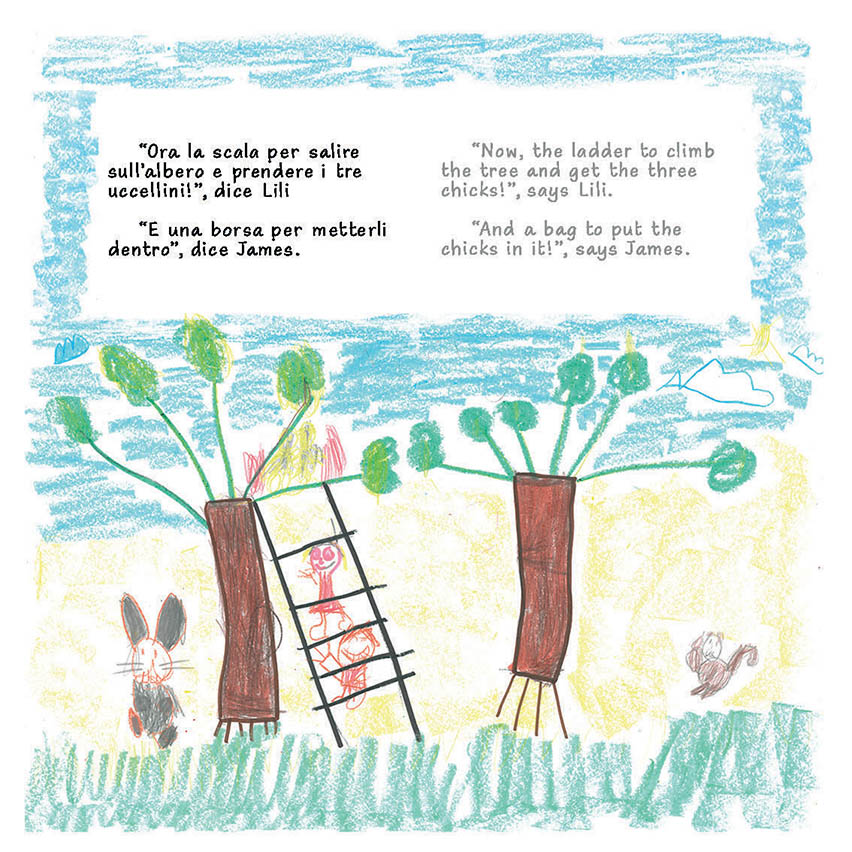 “Ora la scala per salire
sull’albero e prendere i tre
uccellini!”, dice Lili
“E una borsa per metterli
dentro”, dice James.
“Now, the ladder to climb
the tree and get the three
chicks!”, says Lili.
“And a bag to put the
chicks in it!”, says James.